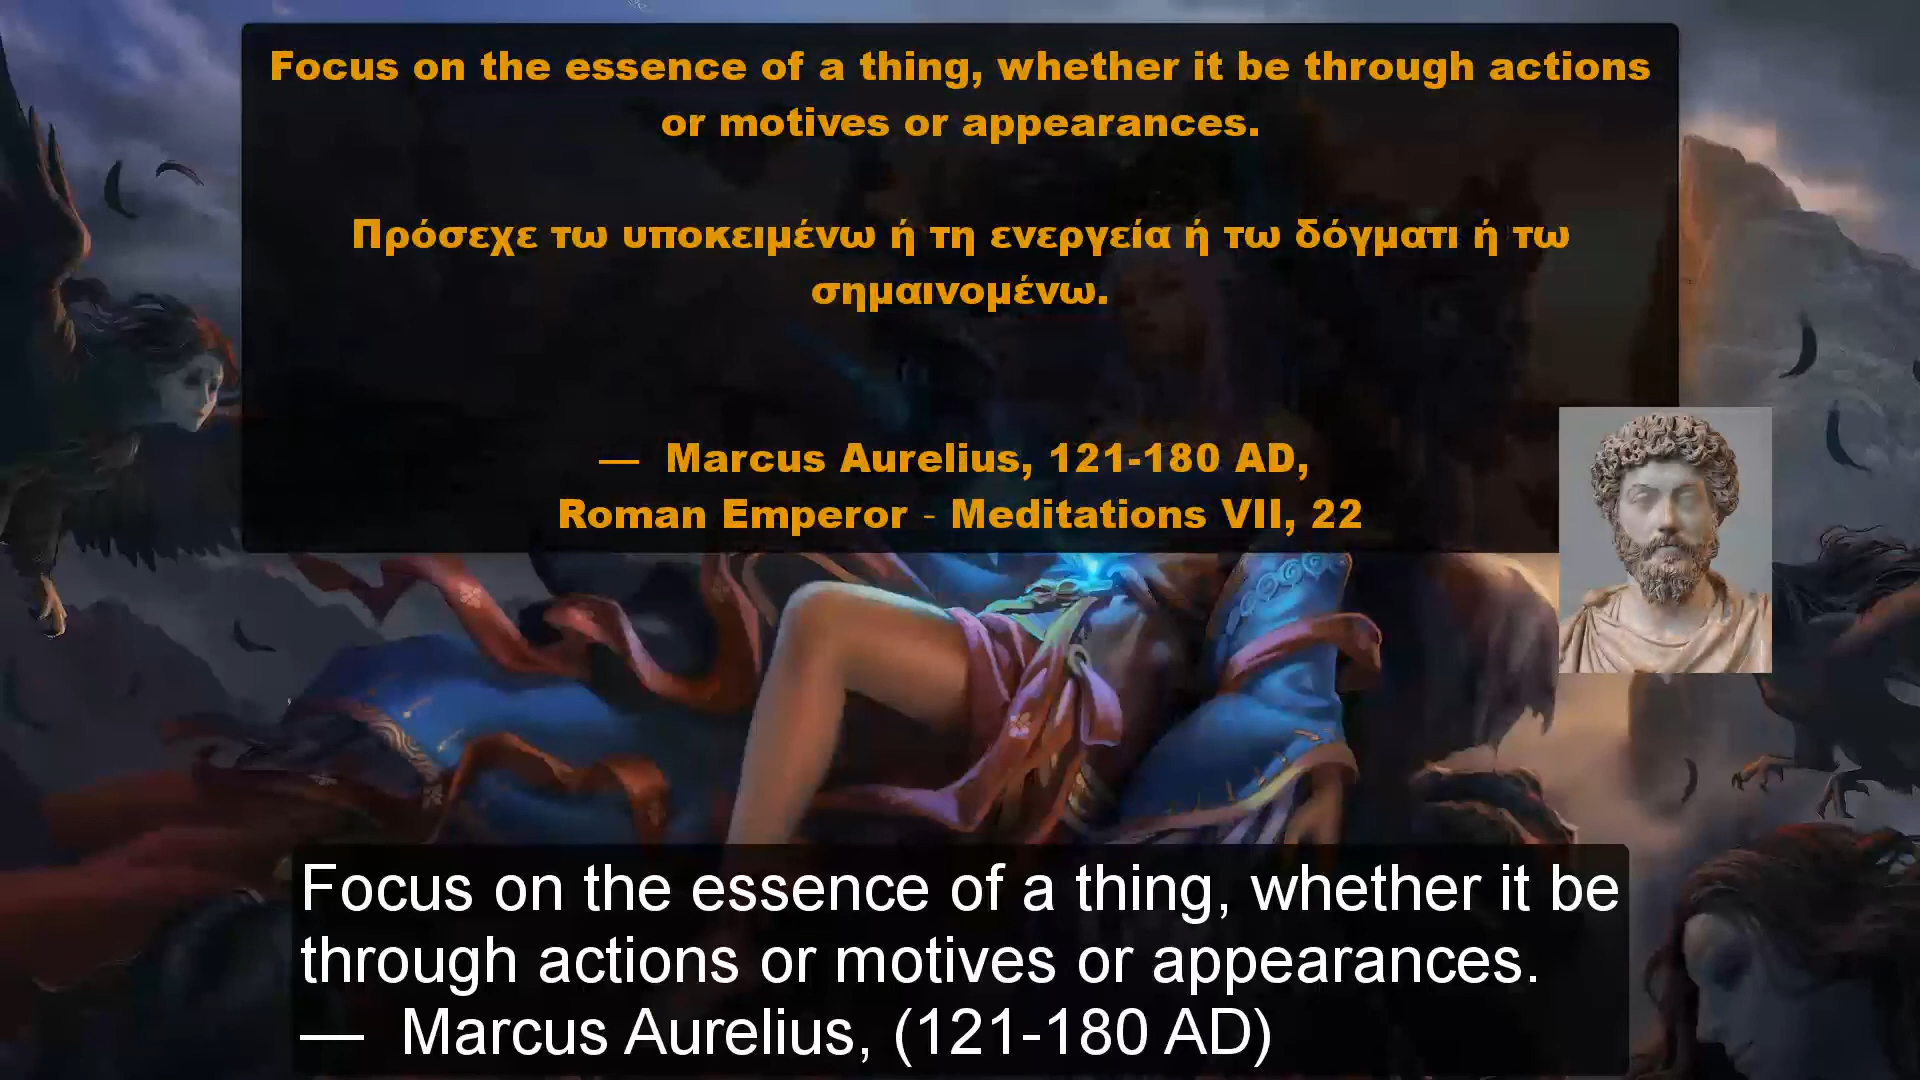 Focus on the essence of a thing, whether it be through actions
or motives or appearances.
Πρόσεχε τω υποκειμένω ή τη ενεργεία ή τω δόγματι ή τω
σημαινομένω.
—  Marcus Aurelius, 121-180 AD,
Roman Emperor - Meditations VII, 22
Focus on the essence of a thing, whether it be
through actions or motives or appearances.
—  Marcus Aurelius, (121-180 AD)